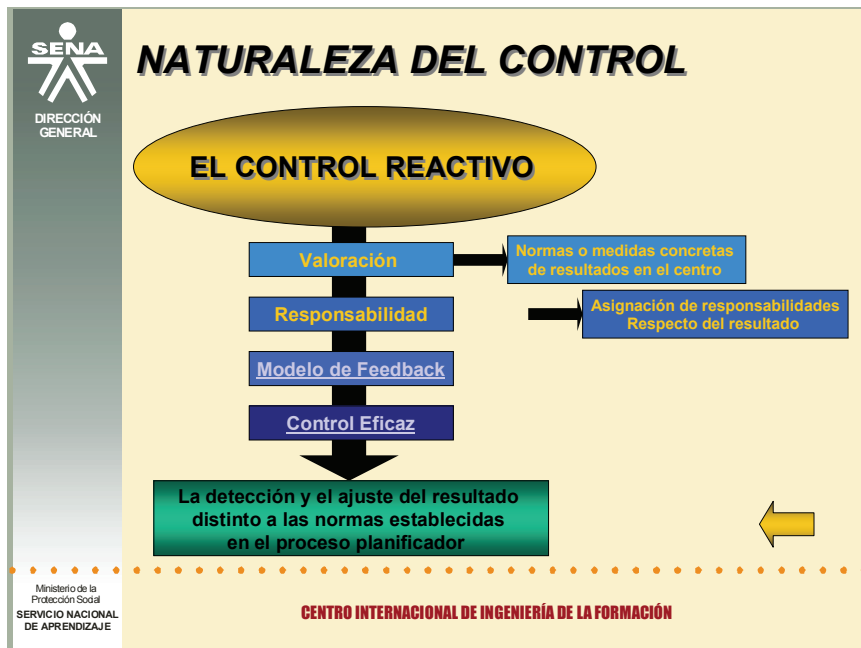 SENA
DIRECCIÓN
GENERAL
NATURALEZA DEL CONTROL
EL CONTROL REACTIVO
Valoración
Normas o medidas concretas
de resultados en el centro
Responsabilidad
Asignación de responsabilidades
Respecto del resultado
Modelo de Feedback
Control Eficaz
La detección y el ajuste del resultado
distinto a las normas establecidas
en el proceso planificador
Ministerio de la
Protección Social
SERVICIO NACIONAL
DE APRENDIZAJE
CENTRO INTERNACIONAL DE INGENIERÍA DE LA FORMACIÓN